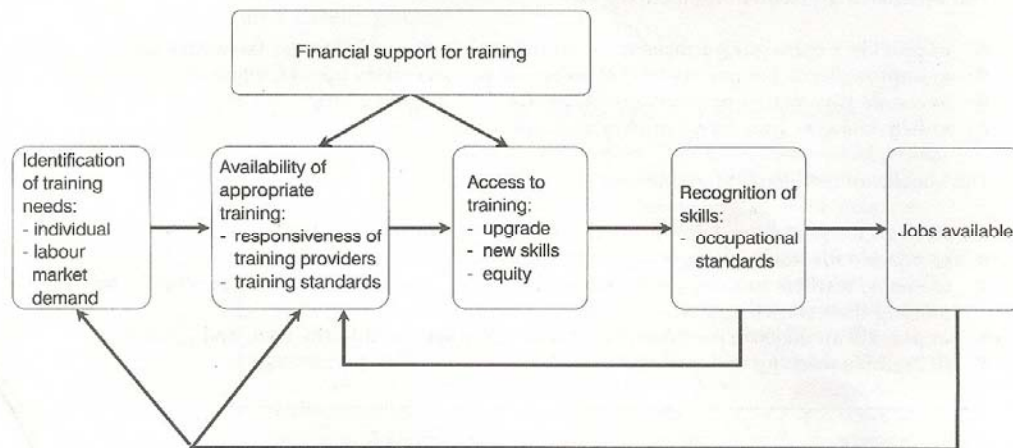 Financial support for training
Identification
of training
needs:
- individual
- labour
market
demand
Availability of
appropriate
training:
- responsiveness of
training providers
- training standards
Access to
training:
- upgrade
- new skills
- equity
Recognition of
skills:
- occupational
standards
Jobs available